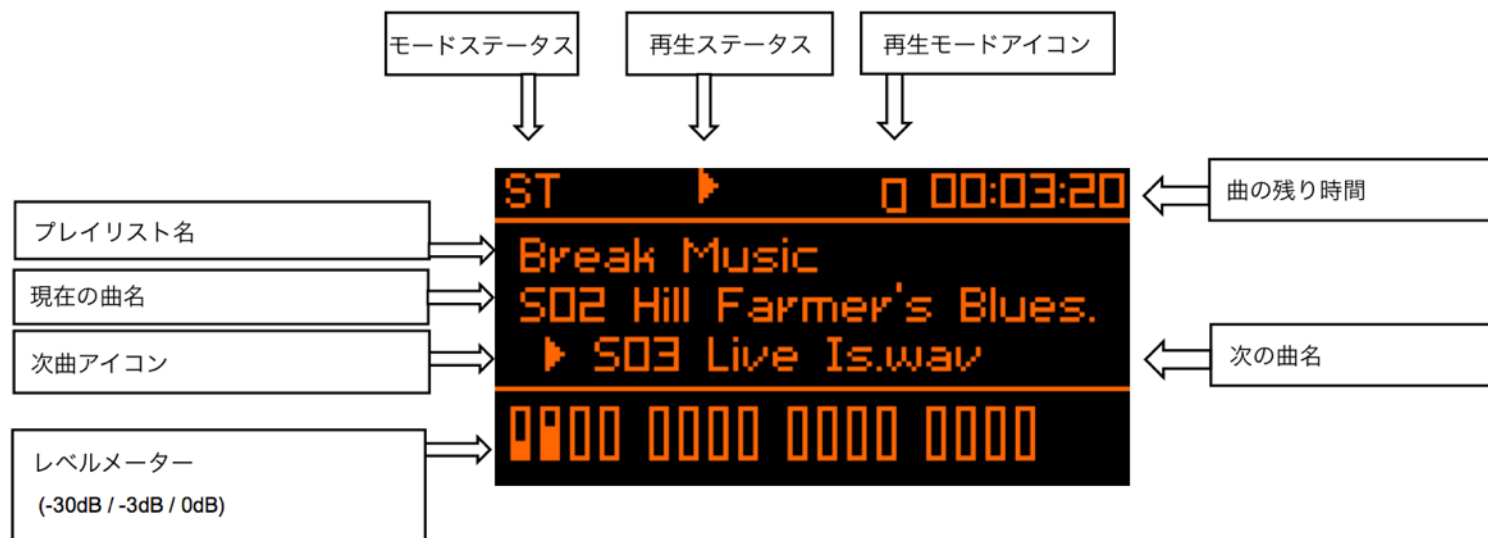 モードステータス
再生ステータス
再生モードアイコン
ST 00:03:20
曲の残り時間
プレイリスト名
Break Music
現在の曲名
S02 Hill Farmer's Blues.
次曲アイコン
S03 Live Is.wav
次の曲名
レベルメーター
(-30dB / -3dB / 0dB)